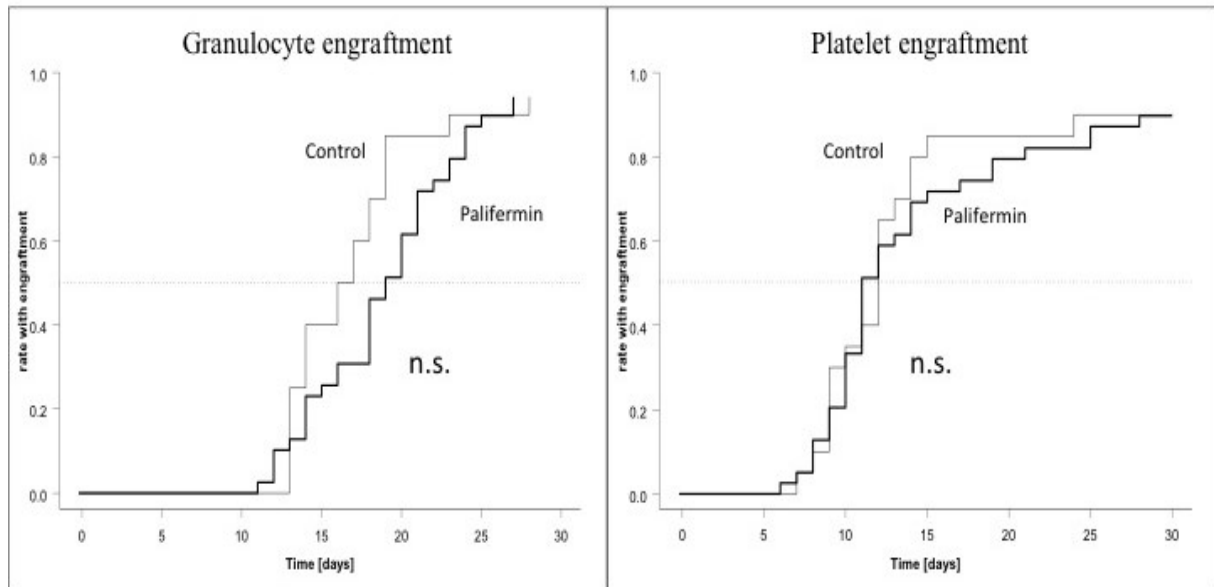 Granulocyte engraftment
1.0
0.8
0.6
0.4
0.2
0.0
rate with engraftment
Control
Palifermin
n.s.
0 5 10 15 20 25 30
Time [days]
Platelet engraftment
1.0
0.8
0.6
0.4
0.2
0.0
rate with engraftment
Control
Palifermin
n.s.
0 5 10 15 20 25 30
Time [days]